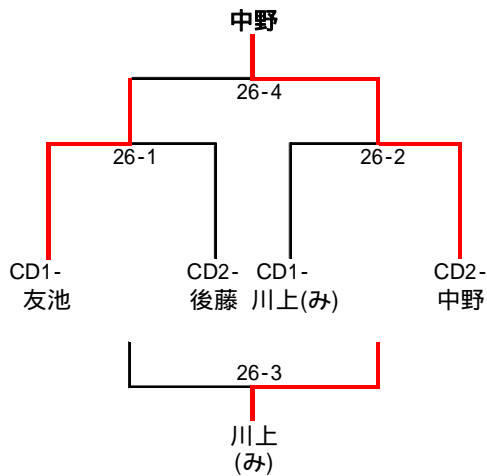 中野
26-4
26-1
26-2
CD1-
友池
CD2-
後藤
CD1-
川上(み)
CD2-
中野
26-3
川上
(み)